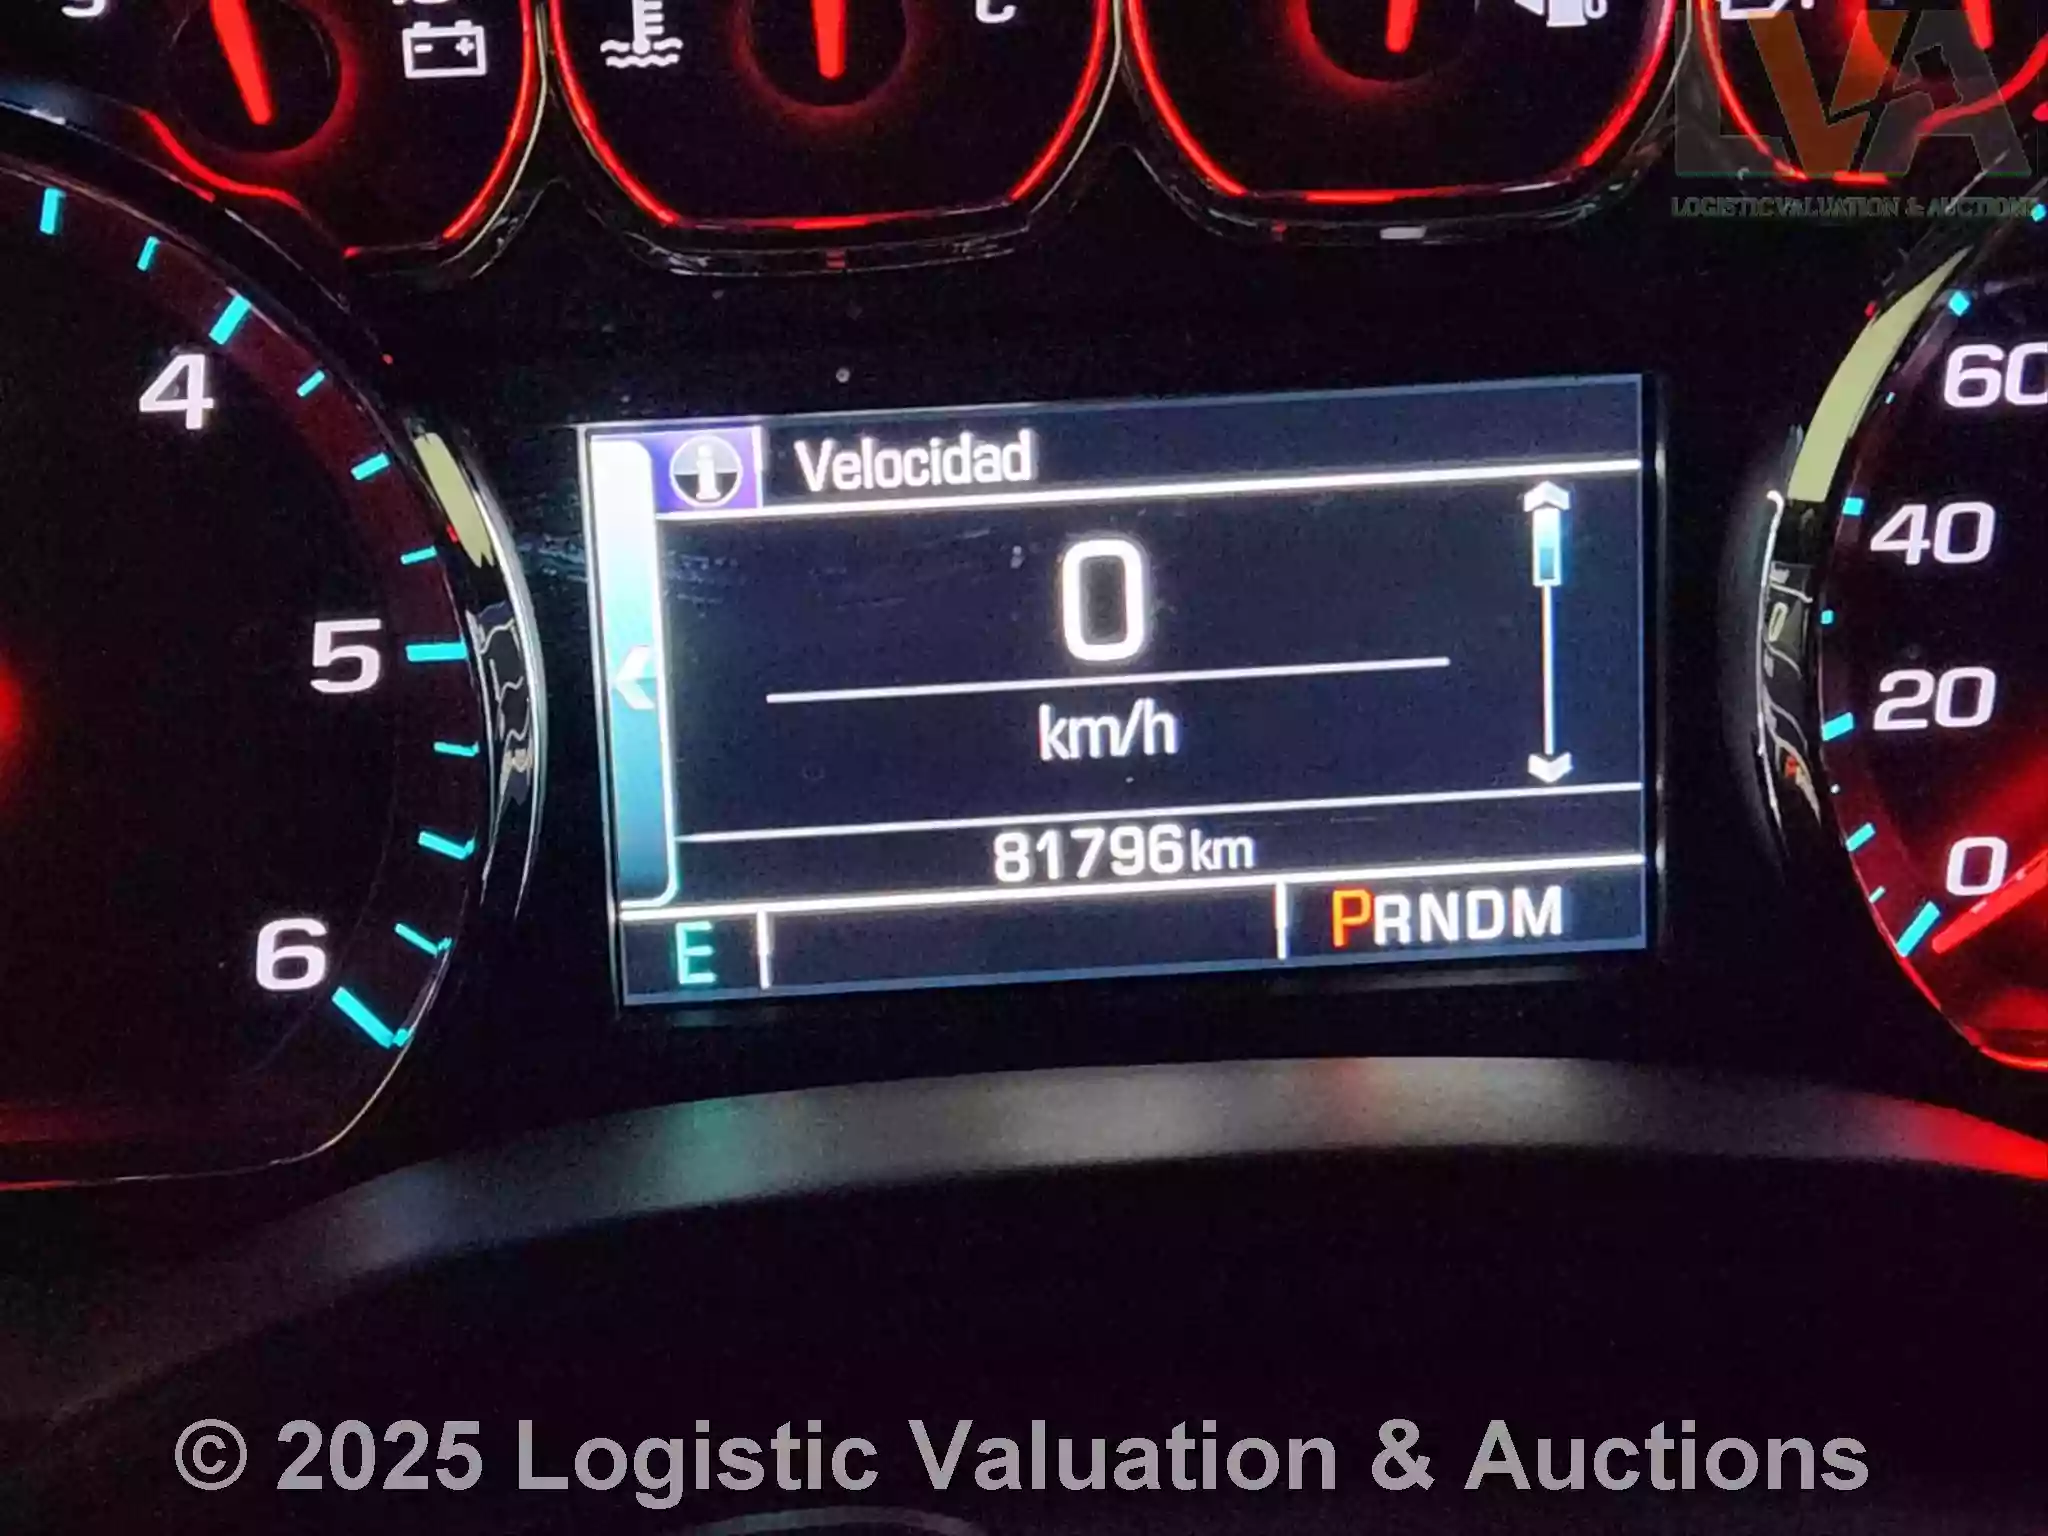 C
LVA
LOGISTIC VALUATION & AUCTIONS
4
5
6
Velocidad
0
km/h
81796 km
E
PRNDM
60
40
20
0
© 2025 Logistic Valuation & Auctions